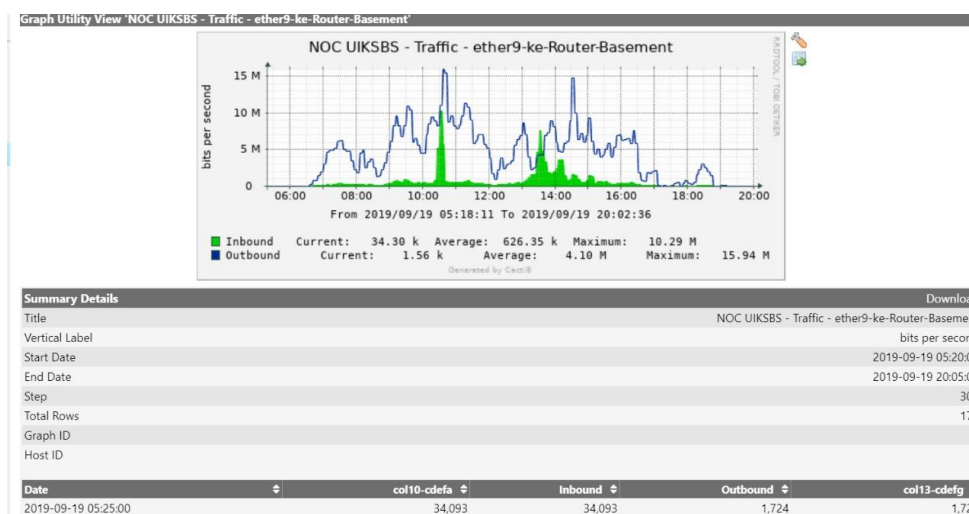 Graph Utility View 'NOC UIKSBS - Traffic - ether9-ke-Router-Basement'
NOC UIKSBS - Traffic - ether9-ke-Router-Basement
RRDTOOL / TOBI OETIKER
bits per second
15 M
10 M
5 M
0
06:00 08:00 10:00 12:00 14:00 16:00 18:00 20:00
From 2019/09/19 05:18:11 To 2019/09/19 20:02:36
Inbound Current: 34.30 k Average: 626.35 k Maximum: 10.29 M
Outbound Current: 1.56 k Average: 4.10 M Maximum: 15.94 M
Generated by Cacti®
Summary Details Downloa
Title NOC UIKSBS - Traffic - ether9-ke-Router-Baseme
Vertical Label bits per secon
Start Date 2019-09-19 05:20:0
End Date 2019-09-19 20:05:0
Step 30
Total Rows 17
Graph ID
Host ID
Date col10-cdefa Inbound Outbound col13-cdefg
2019-09-19 05:25:00 34,093 34,093 1,724 1,72